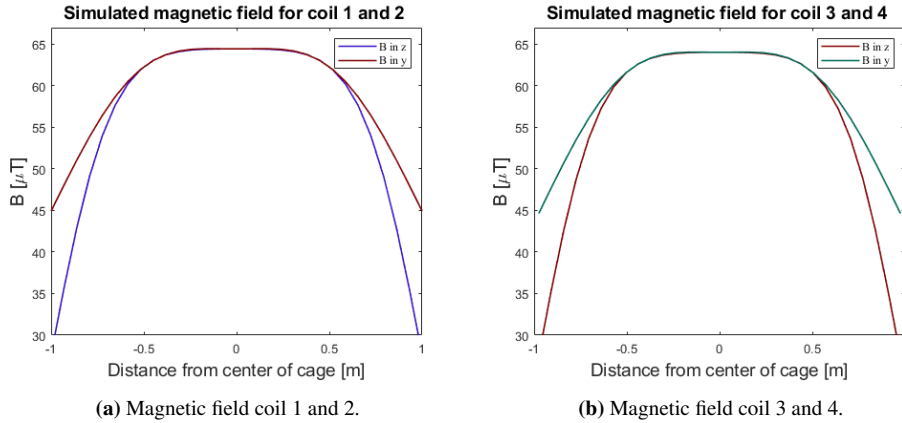 Simulated magnetic field for coil 1 and 2
65
60
55
50
45
40
35
30
B [μT]
B in z
B in y
-1
-0.5
0
0.5
1
Distance from center of cage [m]
(a) Magnetic field coil 1 and 2.
Simulated magnetic field for coil 3 and 4
65
60
55
50
45
40
35
30
B [μT]
B in z
B in y
-1
-0.5
0
0.5
Distance from center of cage [m]
(b) Magnetic field coil 3 and 4.